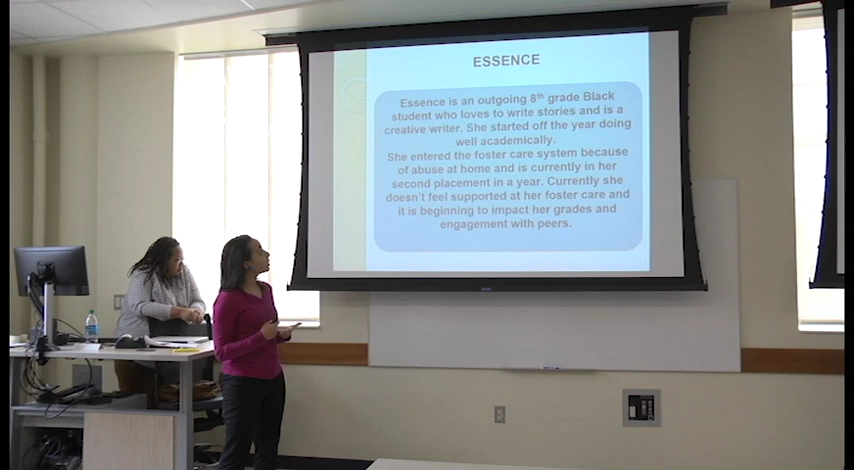 ESSENCE
Essence is an outgoing 8th grade Black
student who loves to write stories and is a
creative writer. She started off the year doing
well academically.
She entered the foster care system because
of abuse at home and is currently in her
second placement in a year. Currently she
doesn't feel supported at her foster care and
it is beginning to impact her grades and
engagement with peers.